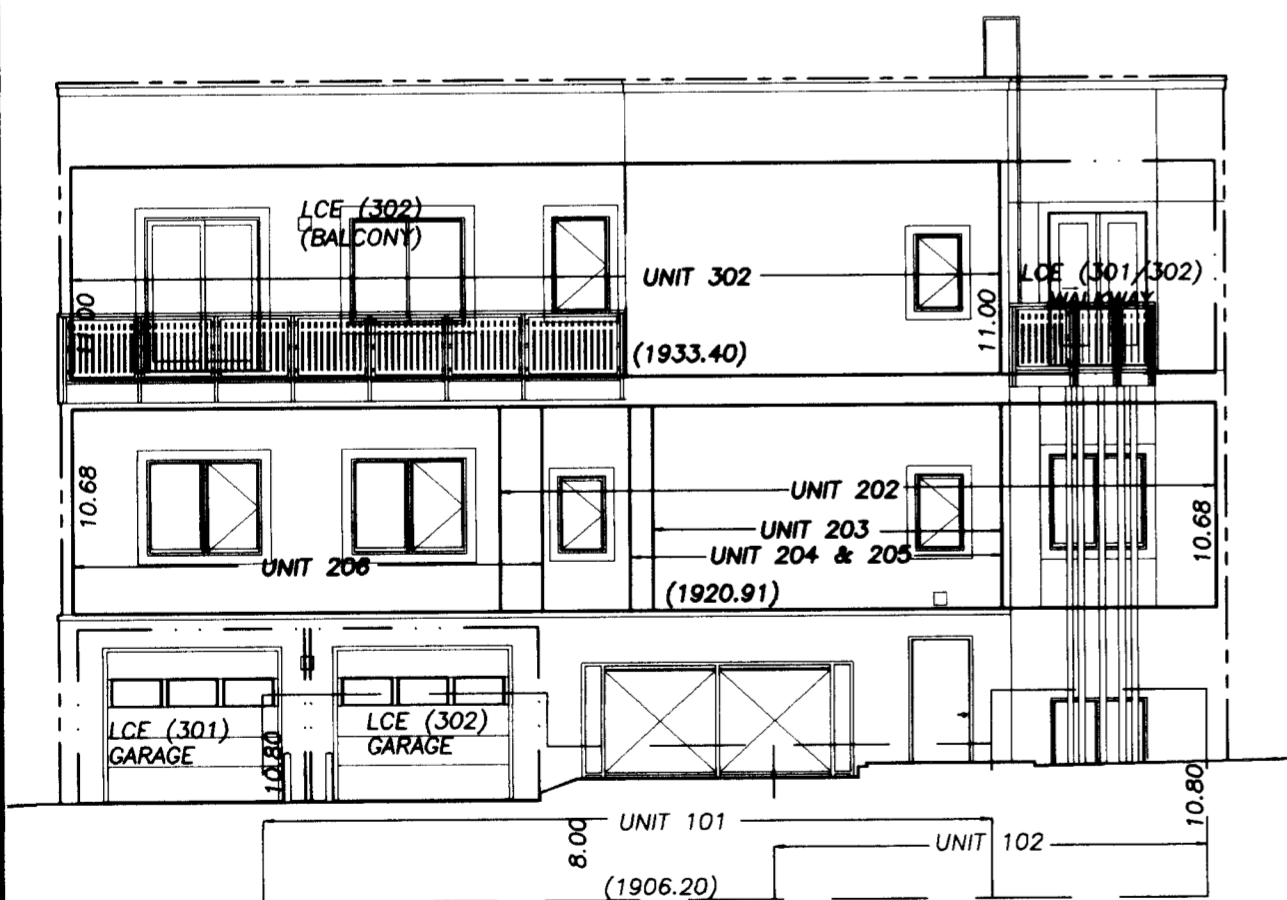 LCE (302)
(BALCONY)
UNIT 302
LCE (301/302)
WALKWAY
11.00
11.00
(1933.40)
10.68
UNIT 202
UNIT 203
UNIT 204 & 205
10.68
UNIT 206
(1920.91)
LCE (301)
GARAGE
10.80
LCE (302)
GARAGE
10.80
UNIT 101
8.00
UNIT 102
(1906.20)